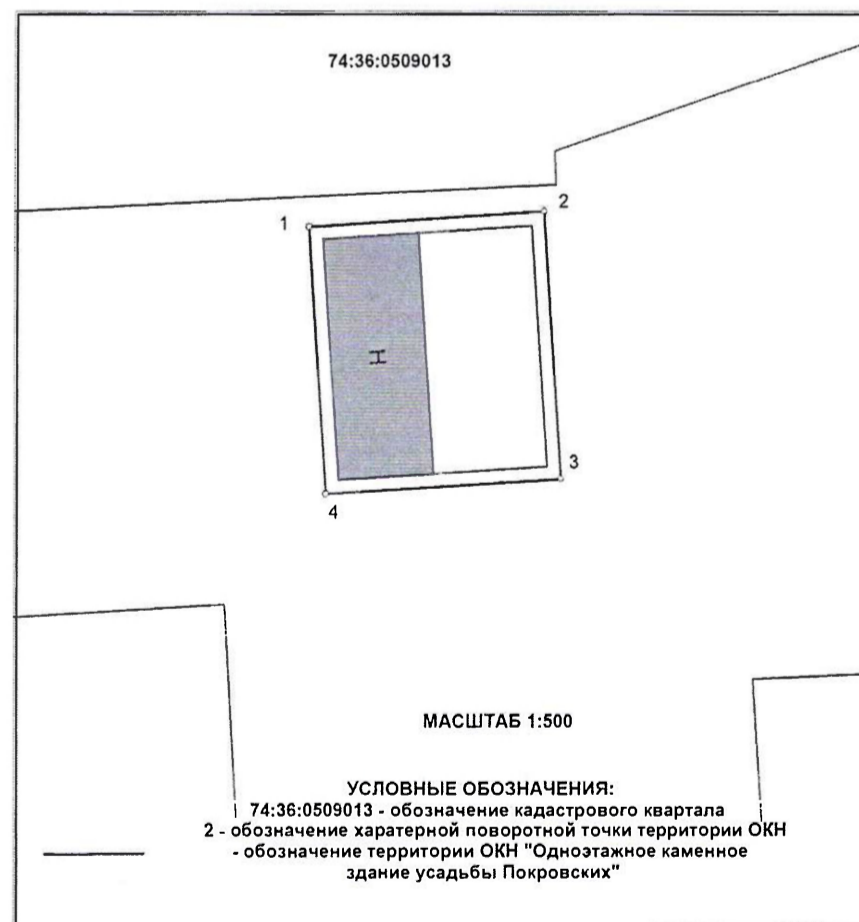 74:36:0509013
1
2
Н
3
4
МАСШТАБ 1:500
УСЛОВНЫЕ ОБОЗНАЧЕНИЯ:
74:36:0509013 - обозначение кадастрового квартала
2 - обозначение харатерной поворотной точки территории ОКН
- обозначение территории ОКН "Одноэтажное каменное
здание усадьбы Покровских"